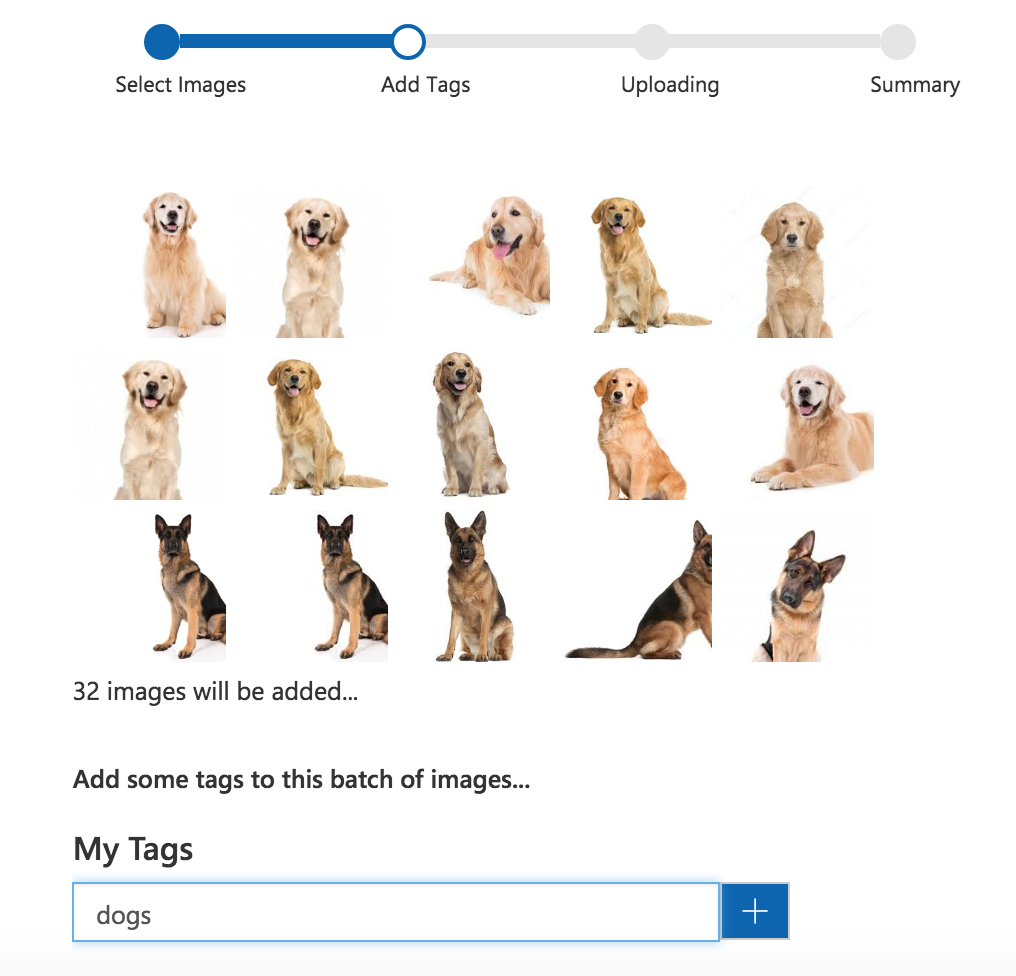 Select Images Add Tags Uploading Summary
32 images will be added...
Add some tags to this batch of images...
My Tags
dogs